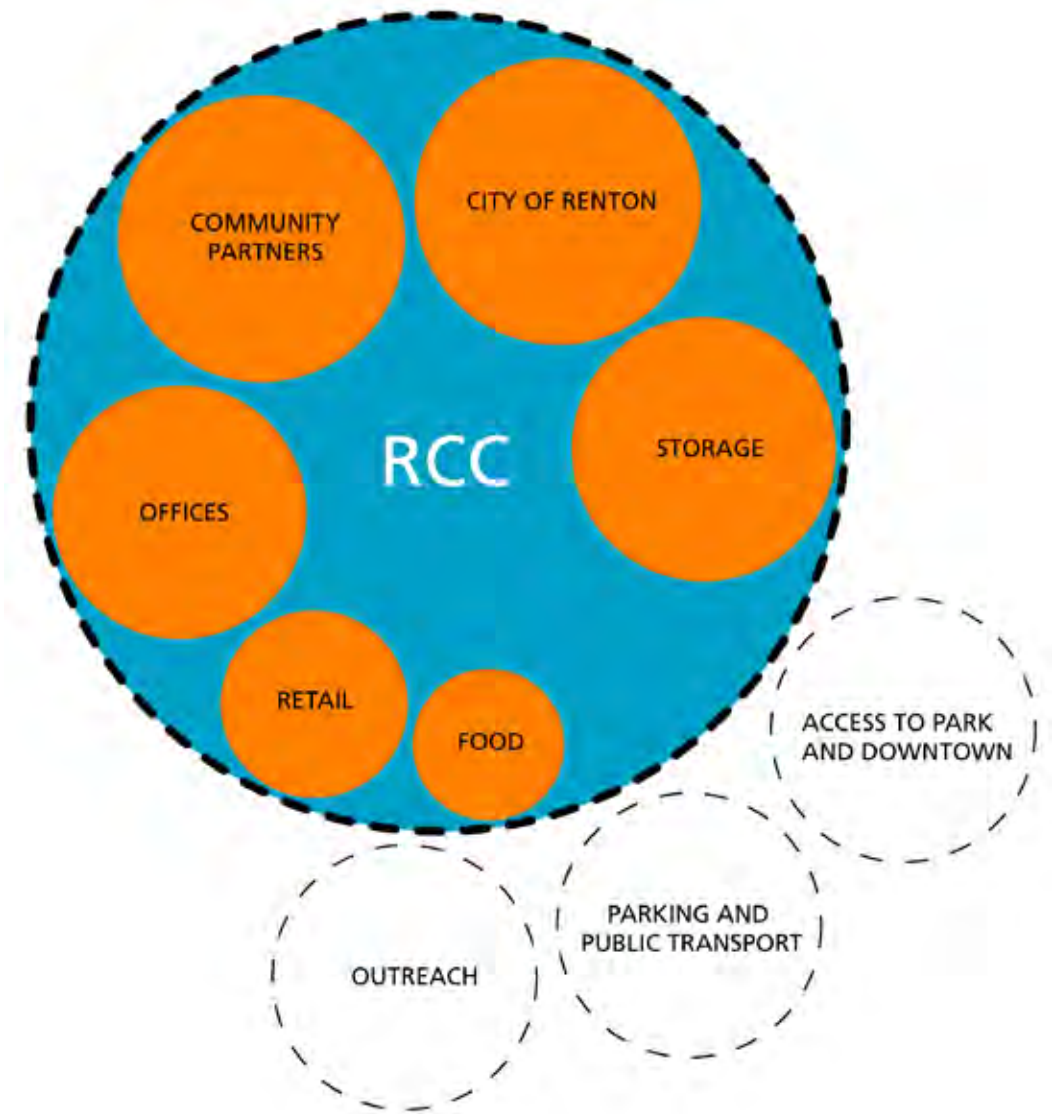 CITY OF RENTON
COMMUNITY
PARTNERS
RCC
STORAGE
OFFICES
RETAIL
FOOD
ACCESS TO PARK
AND DOWNTOWN
PARKING AND
PUBLIC TRANSPORT
OUTREACH